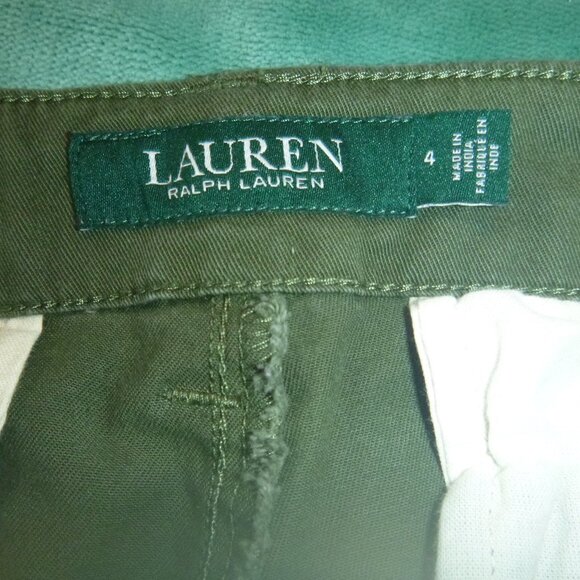 LAUREN
RALPH LAUREN
4
MADE IN
INDIA
FABRIQUÉ EN
INDE